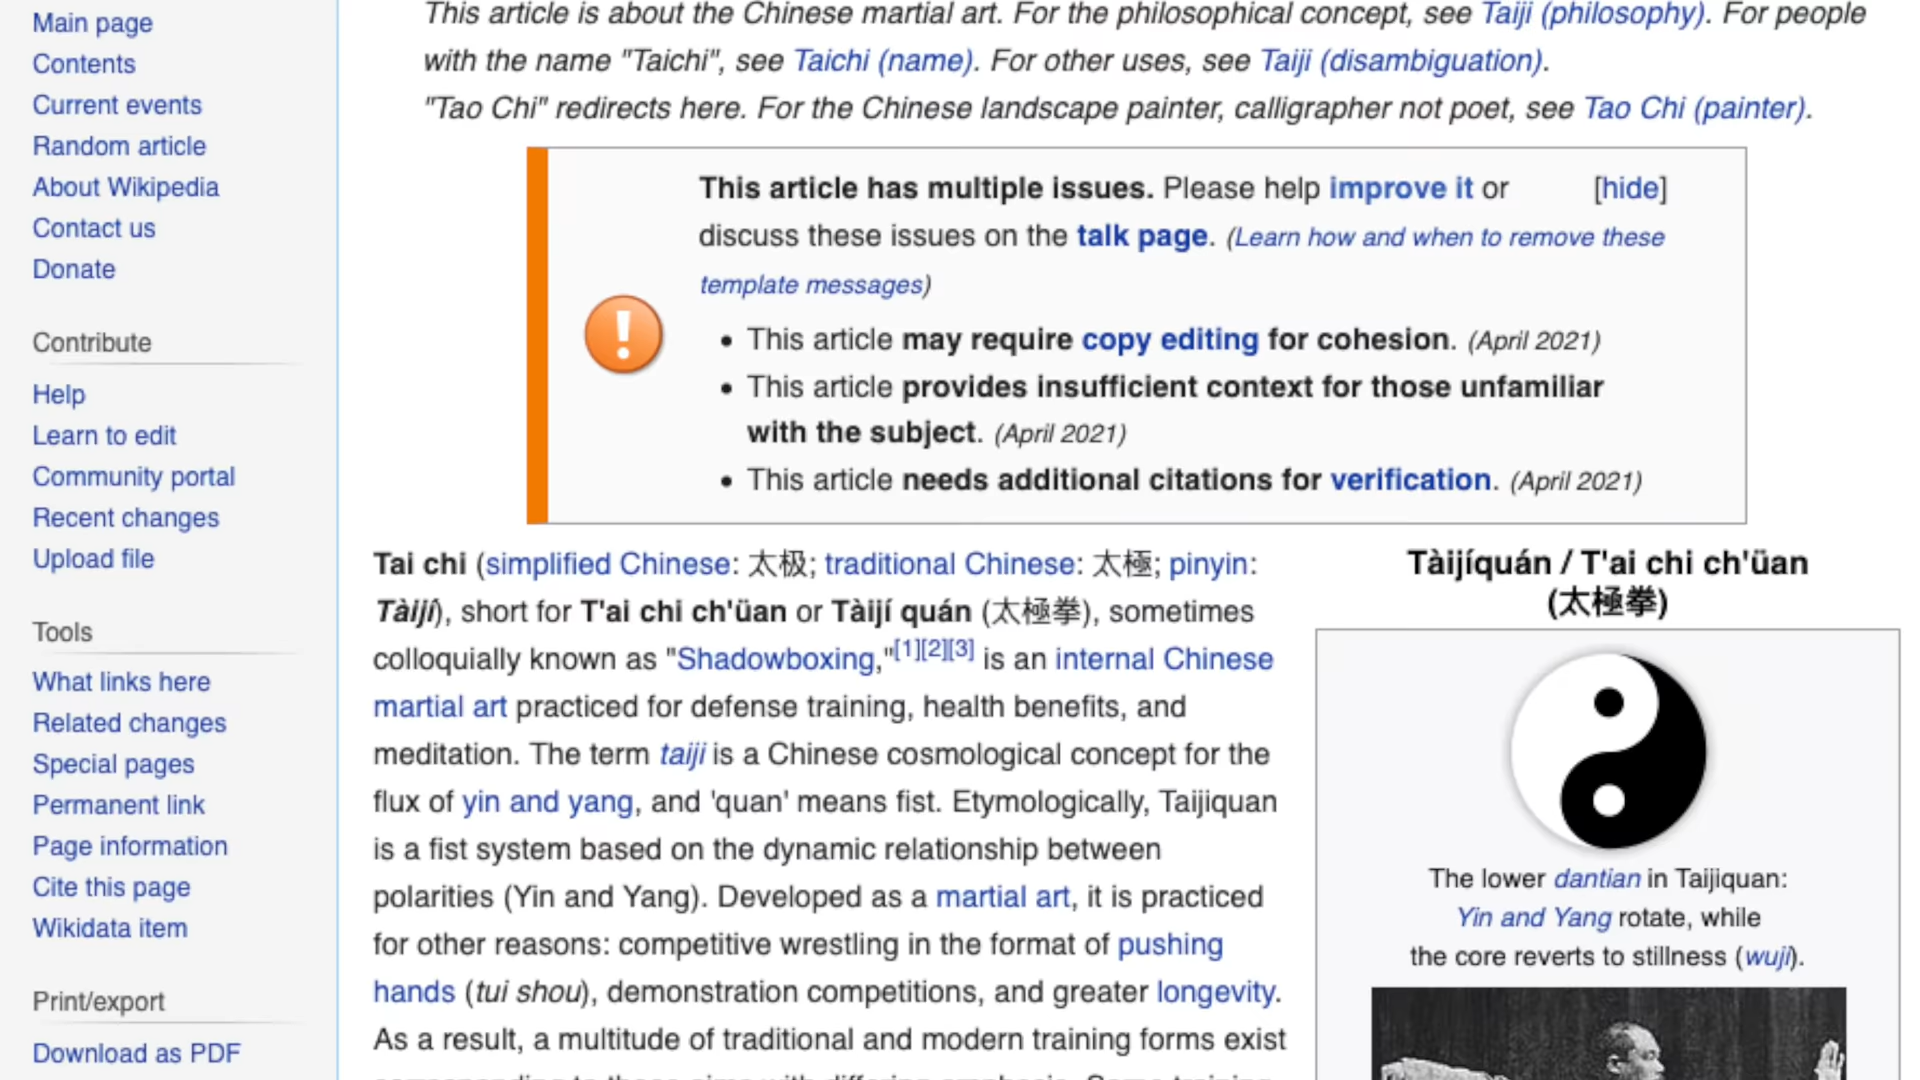 Main page
Contents
Current events
Random article
About Wikipedia
Contact us
Donate
Contribute
Help
Learn to edit
Community portal
Recent changes
Upload file
Tools
What links here
Related changes
Special pages
Permanent link
Page information
Cite this page
Wikidata item
Print/export
Download as PDF
This article is about the Chinese martial art. For the philosophical concept, see Taiji (philosophy). For people
with the name "Taichi", see Taichi (name). For other uses, see Taiji (disambiguation).
"Tao Chi" redirects here. For the Chinese landscape painter, calligrapher not poet, see Tao Chi (painter).
This article has multiple issues. Please help improve it or [hide]
discuss these issues on the talk page. (Learn how and when to remove these
template messages)
• This article may require copy editing for cohesion. (April 2021)
• This article provides insufficient context for those unfamiliar
with the subject. (April 2021)
• This article needs additional citations for verification. (April 2021)
Tai chi (simplified Chinese: 太极; traditional Chinese: 太極; pinyin:
Tàijí), short for T'ai chi ch'üan or Tàijí quán (太極拳), sometimes
colloquially known as "Shadowboxing,"[1][2][3] is an internal Chinese
martial art practiced for defense training, health benefits, and
meditation. The term taiji is a Chinese cosmological concept for the
flux of yin and yang, and 'quan' means fist. Etymologically, Taijiquan
is a fist system based on the dynamic relationship between
polarities (Yin and Yang). Developed as a martial art, it is practiced
for other reasons: competitive wrestling in the format of pushing
hands (tui shou), demonstration competitions, and greater longevity.
As a result, a multitude of traditional and modern training forms exist
Tàijíquán / T'ai chi ch'üan
(太極拳)
The lower dantian in Taijiquan:
Yin and Yang rotate, while
the core reverts to stillness (wuji).